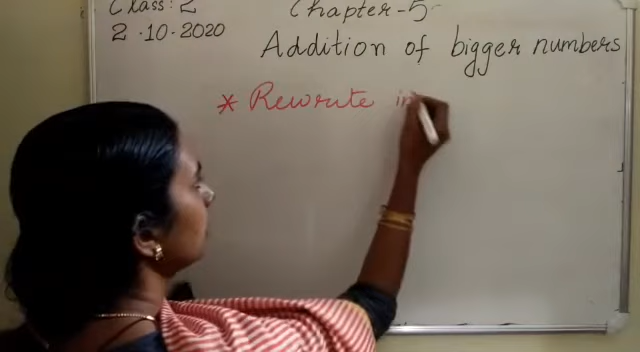 Class: 2
Chapter-5
2·10·2020
Addition of bigger numbers
* Rewrite in